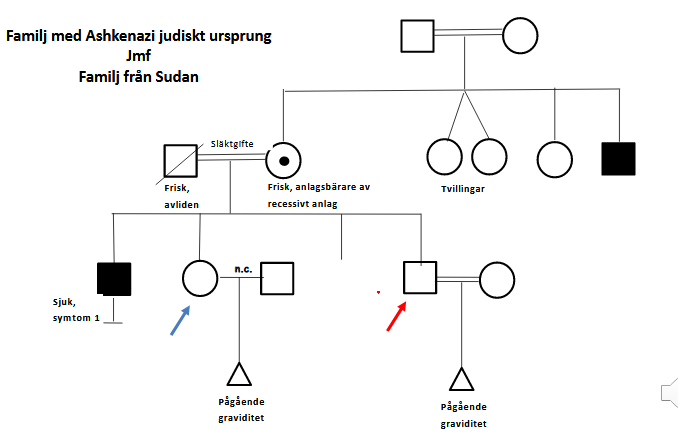 Familj med Ashkenazi judiskt ursprung
Jmf
Familj från Sudan
Släktgifte
Frisk,
avliden
Frisk, anlagsbärare av
recessivt anlag
Tvillingar
n.c.
Sjuk,
symtom 1
Pågående
graviditet
Pågående
graviditet